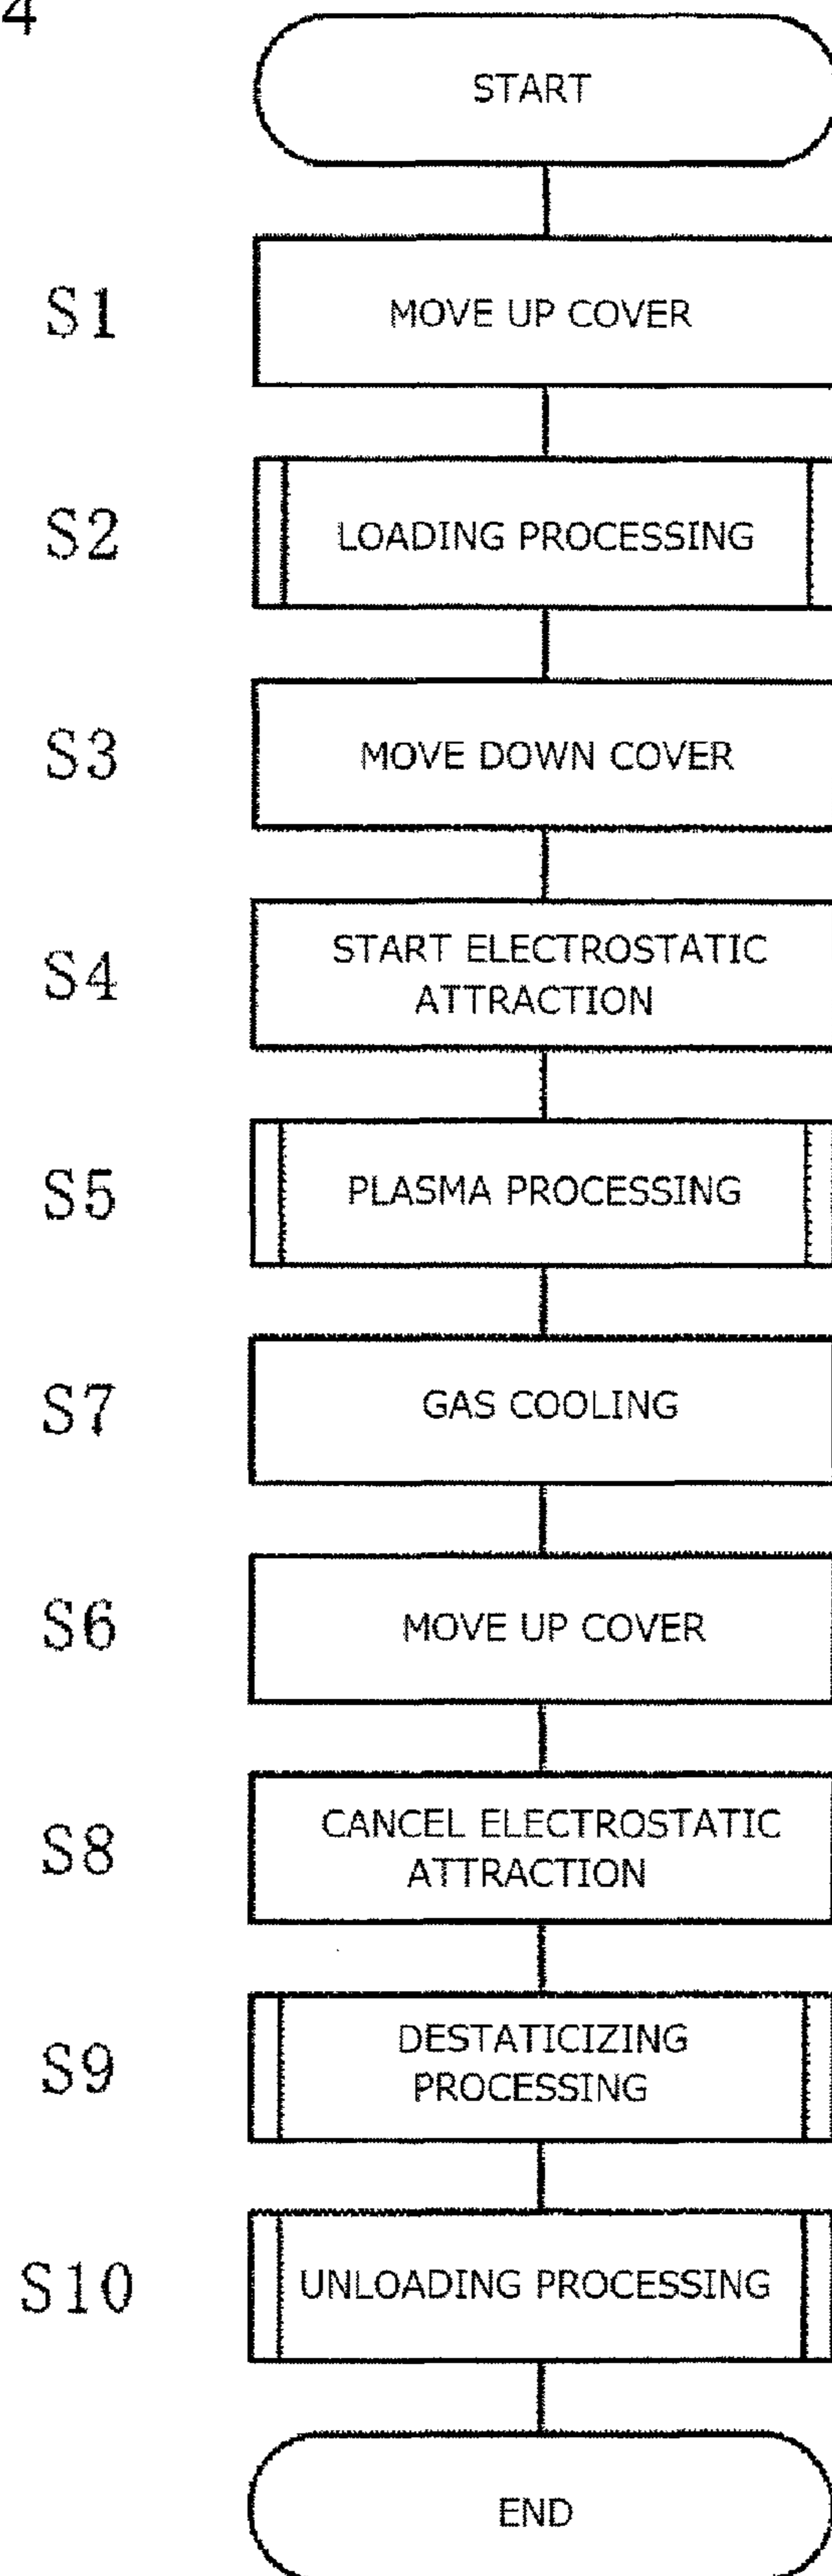 4
START
S1
MOVE UP COVER
S2
LOADING PROCESSING
S3
MOVE DOWN COVER
S4
START ELECTROSTATIC
ATTRACTION
S5
PLASMA PROCESSING
S7
GAS COOLING
S6
MOVE UP COVER
S8
CANCEL ELECTROSTATIC
ATTRACTION
S9
DESTATICIZING
PROCESSING
S10
UNLOADING PROCESSING
END